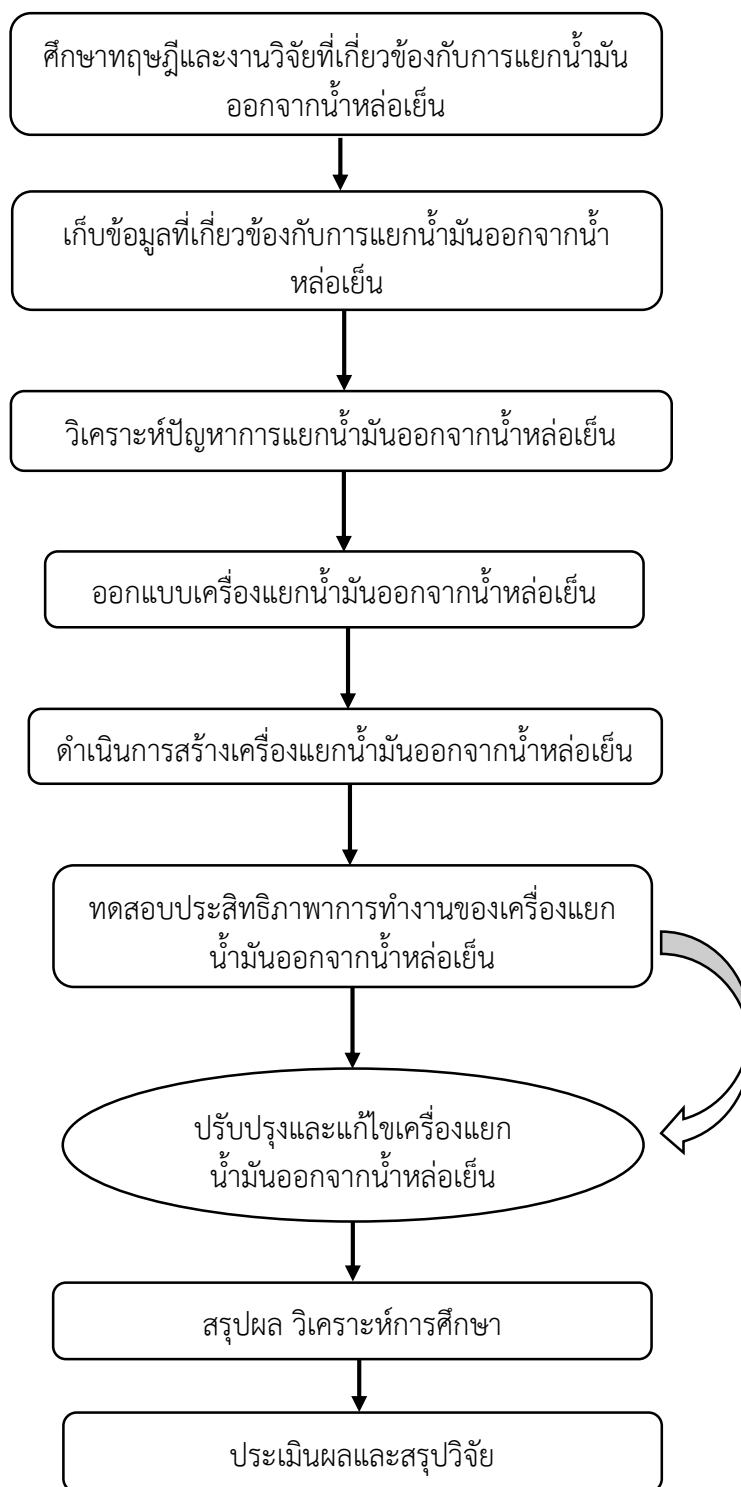 ศึกษาทฤษฎีและงานวิจัยที่เกี่ยวข้องกับการแยกน้ำมัน
ออกจากน้ำหล่อเย็น
เก็บข้อมูลที่เกี่ยวข้องกับการแยกน้ำมันออกจากน้ำ
หล่อเย็น
วิเคราะห์ปัญหาการแยกน้ำมันออกจากน้ำหล่อเย็น
ออกแบบเครื่องแยกน้ำมันออกจากน้ำหล่อเย็น
ดำเนินการสร้างเครื่องแยกน้ำมันออกจากน้ำหล่อเย็น
ทดสอบประสิทธิภาพาการทำงานของเครื่องแยก
น้ำมันออกจากน้ำหล่อเย็น
ปรับปรุงและแก้ไขเครื่องแยก
น้ำมันออกจากน้ำหล่อเย็น
สรุปผล วิเคราะห์การศึกษา
ประเมินผลและสรุปวิจัย